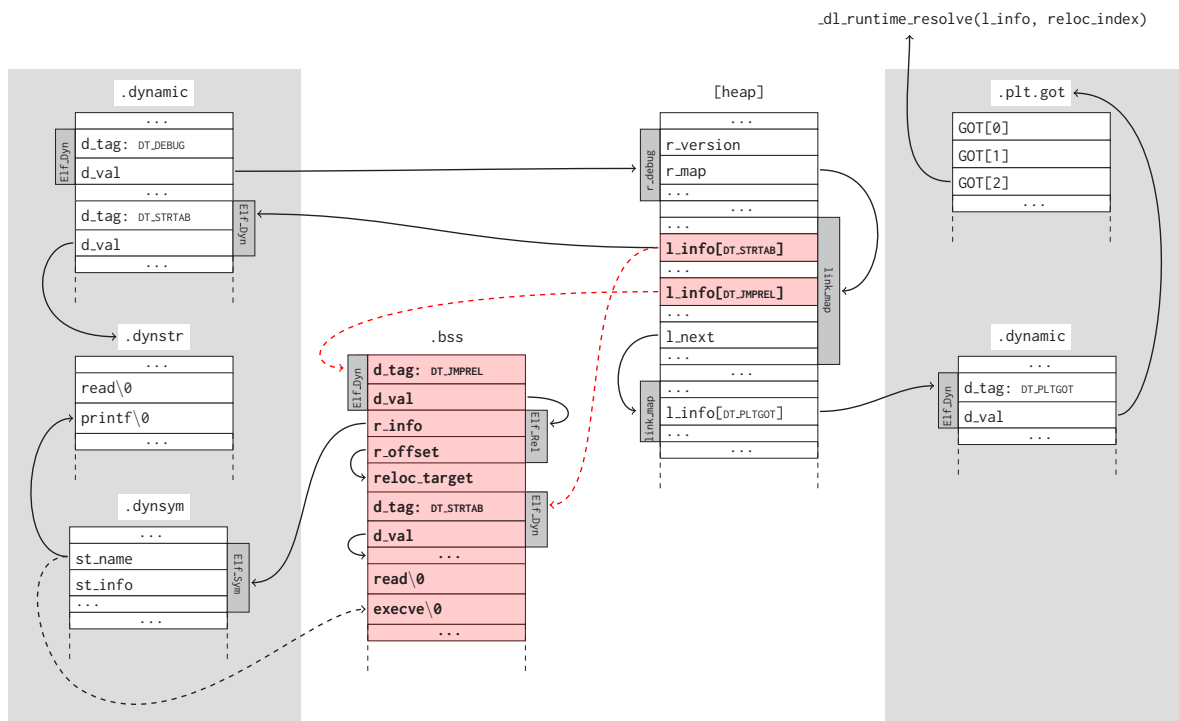 _dl_runtime_resolve(l_info, reloc_index)
.dynamic
...
Elf_Dyn
d_tag: DT_DEBUG
d_val
...
d_tag: DT_STRTAB
Elf_Dyn
d_val
...
.dynstr
...
read\0
printf\0
...
.dynsym
...
st_name
Elf_Sym
st_info
...
...
.bss
Elf_Dyn
d_tag: DT_JMPREL
d_val
r_info
Elf_Rel
r_offset
reloc_target
d_tag: DT_STRTAB
Elf_Dyn
d_val
...
read\0
execve\0
...
[heap]
...
r_debug
r_version
r_map
...
...
...
l_info[DT_STRTAB]
...
link_map
l_info[DT_JMPREL]
...
l_next
...
...
...
link_map
l_info[DT_PLTGOT]
...
...
.plt.got
GOT[0]
GOT[1]
GOT[2]
...
.dynamic
...
Elf_Dyn
d_tag: DT_PLTGOT
d_val
...